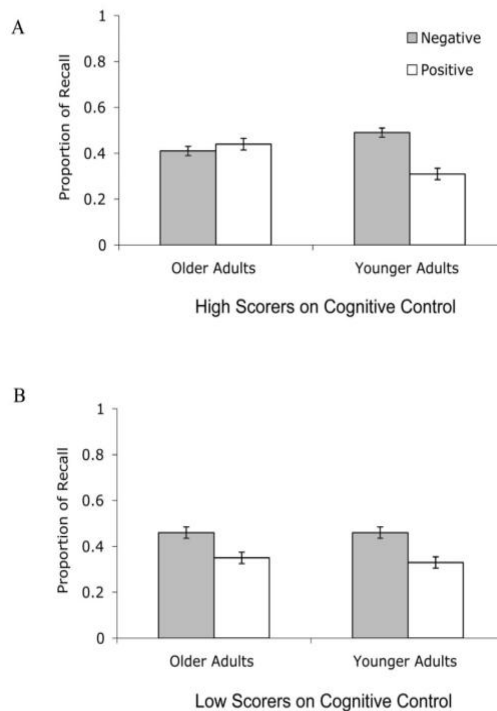 A
Proportion of Recall
1
0.8
0.6
0.4
0.2
0
Negative
Positive
Older Adults
Younger Adults
High Scorers on Cognitive Control
B
Proportion of Recall
1
0.8
0.6
0.4
0.2
0
Older Adults
Younger Adults
Low Scorers on Cognitive Control